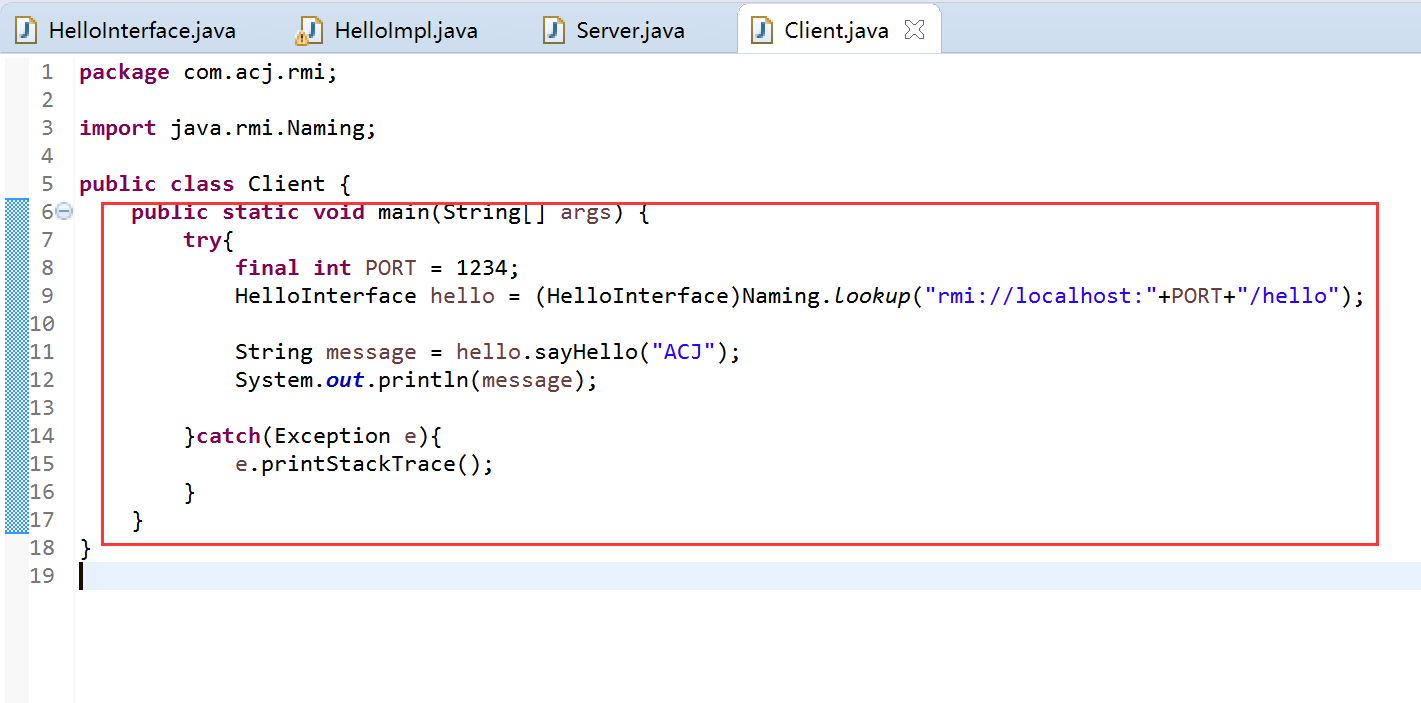 HelloInterface.java HelloImpl.java Server.java Client.java
1 package com.acj.rmi;
2
3 import java.rmi.Naming;
4
5 public class Client {
6 public static void main(String[] args) {
7 try{
8 final int PORT = 1234;
9 HelloInterface hello = (HelloInterface)Naming.lookup("rmi://localhost:"+PORT+"/hello");
10
11 String message = hello.sayHello("ACJ");
12 System.out.println(message);
13
14 }catch(Exception e){
15 e.printStackTrace();
16 }
17 }
18 }
19